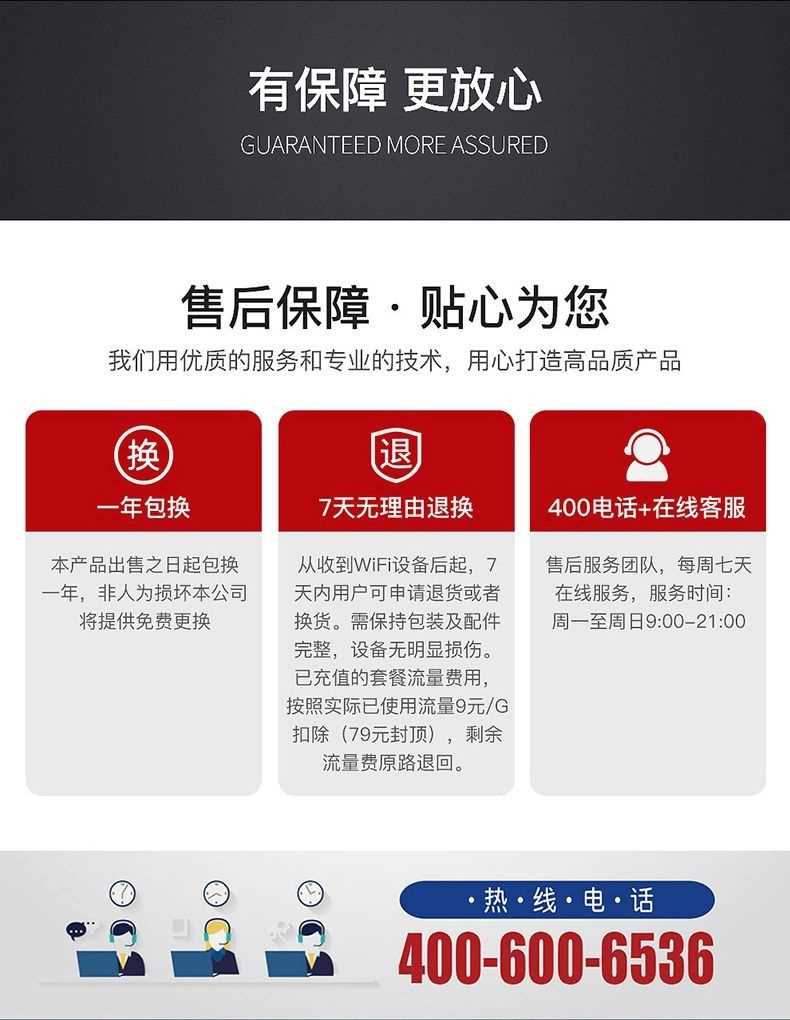 有保障 更放心
GUARANTEED MORE ASSURED
售后保障·贴心为您
我们用优质的服务和专业的技术，用心打造高品质产品
换
一年包换
本产品出售之日起包换
一年，非人为损坏本公司
将提供免费更换
退
7天无理由退换
从收到WiFi设备后起，7
天内用户可申请退货或者
换货。需保持包装及配件
完整，设备无明显损伤。
已充值的套餐流量费用，
按照实际已使用流量9元/G
扣除（79元封顶），剩余
流量费原路退回。
400电话+在线客服
售后服务团队，每周七天
在线服务，服务时间：
周一至周日9:00-21:00
·热·线·电·话
400-600-6536